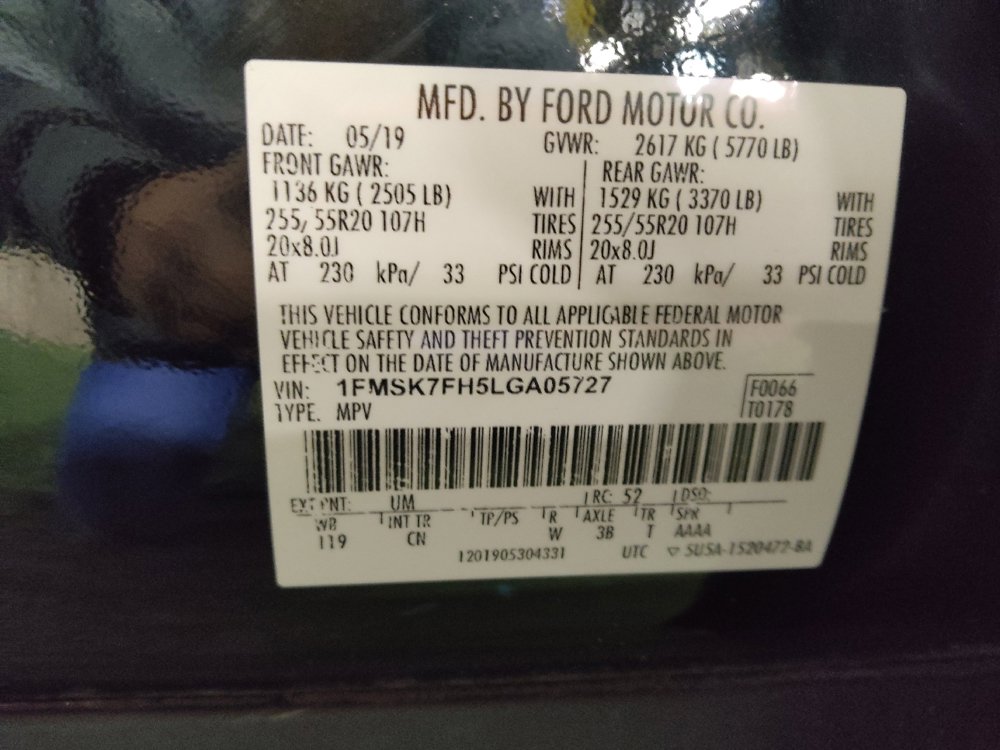 MFD. BY FORD MOTOR CO.
DATE: 05/19 GVWR: 2617 KG ( 5770 LB)
FRONT GAWR: REAR GAWR:
1136 KG ( 2505 LB) WITH 1529 KG ( 3370 LB) WITH
255/ 55R20 107H TIRES 255/55R20 107H TIRES
20x8.0J RIMS 20x8.0J RIMS
AT 230 kPa/ 33 PSI COLD AT 230 kPa/ 33 PSI COLD
THIS VEHICLE CONFORMS TO ALL APPLICABLE FEDERAL MOTOR
VEHICLE SAFETY AND THEFT PREVENTION STANDARDS IN
EFFECT ON THE DATE OF MANUFACTURE SHOWN ABOVE.
VIN: 1FMSK7FH5LGA05727 F0066
TYPE: MPV T0178
EXT PNT: UM RC: 52 DSO:
WB INT TR TP/PS R AXLE TR SPR
119 CN W 3B T AAAA
1201905304331 UTC ▽ 5U5A-1520472-BA